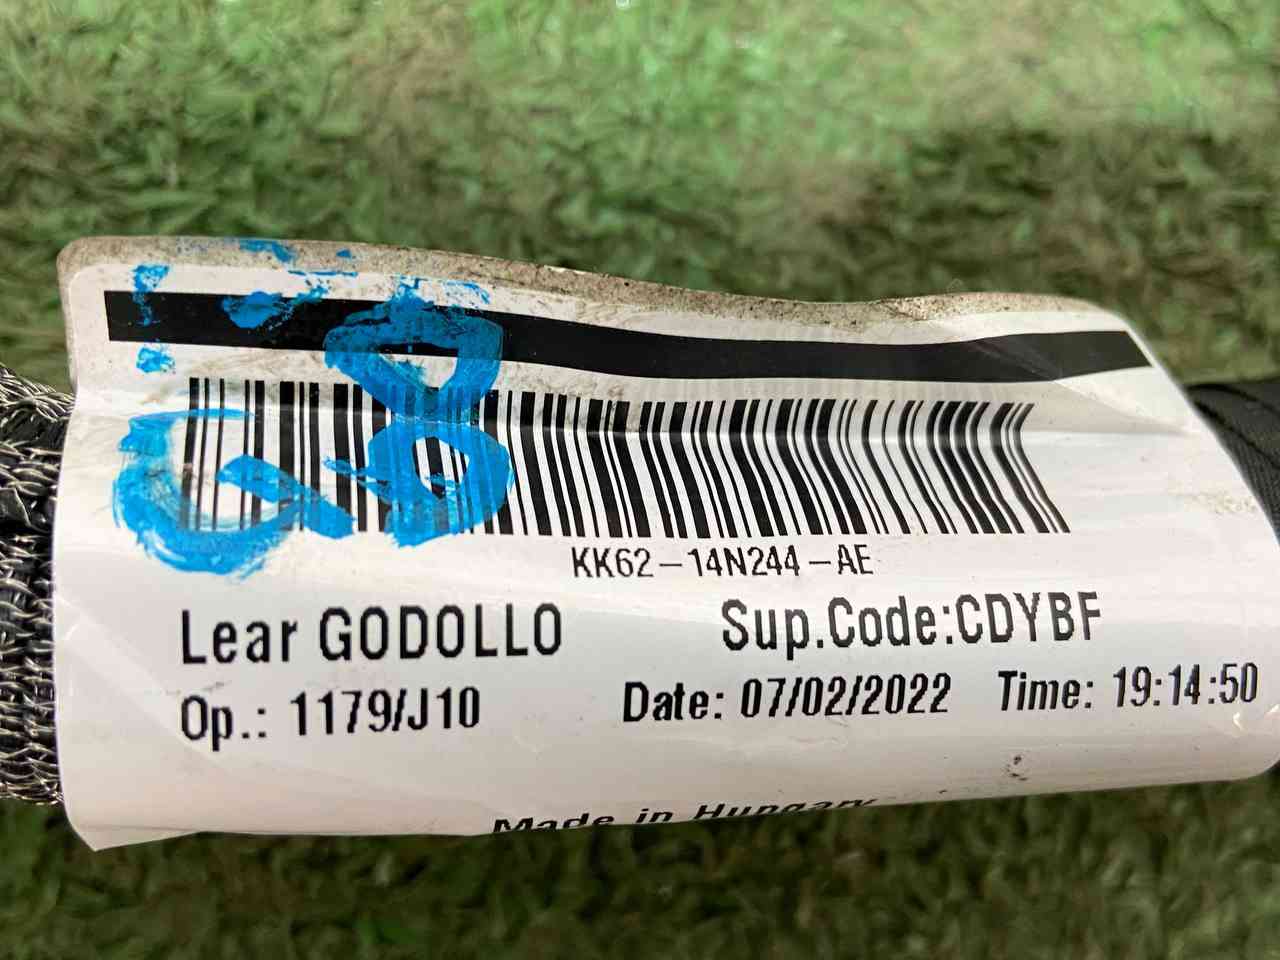 G8
KK62-14N244-AE
Lear GODOLLO Sup.Code:CDYBF
Op.: 1179/J10 Date: 07/02/2022 Time: 19:14:50
Made in Hungary